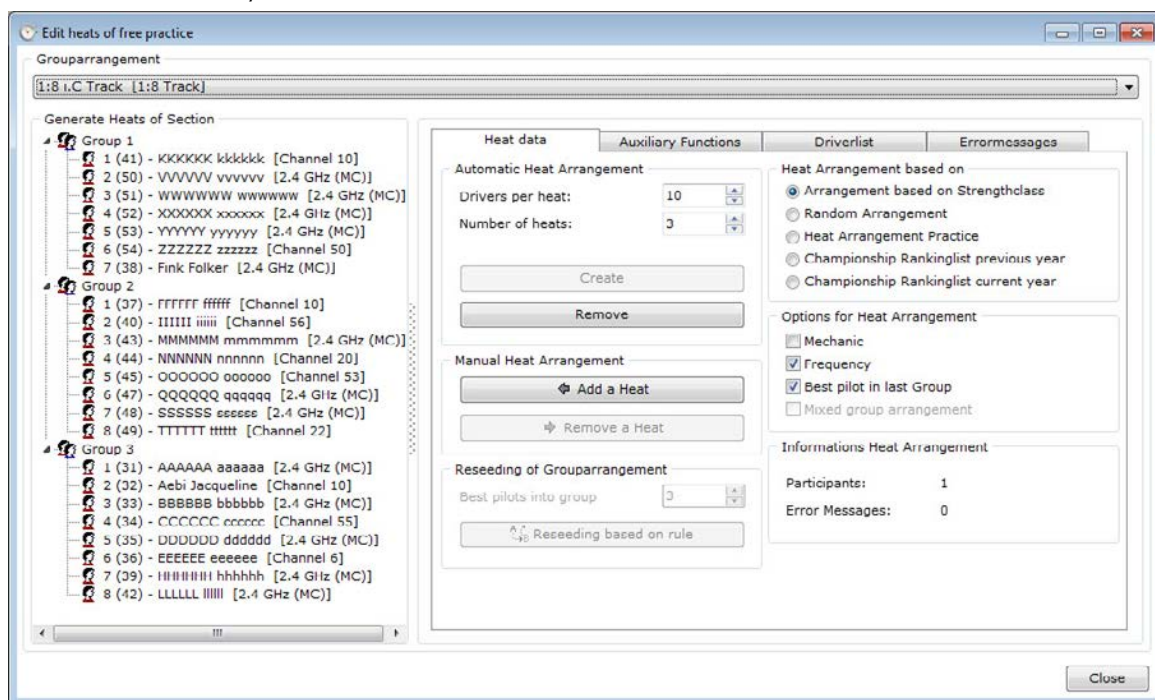 Edit heats of free practice
Grouparrangement
1:8 I.C Track [1:8 Track]
Generate Heats of Section
Group 1
1 (41) - KKKKKK kkkkkk [Channel 10]
2 (50) - VVVVVV vvvvvv [2.4 GHz (MC)]
3 (51) - WWWWWW wwwwww [2.4 GHz (MC)]
4 (52) - XXXXXX xxxxxx [2.4 GHz (MC)]
5 (53) - YYYYYY yyyyyy [2.4 GHz (MC)]
6 (54) - ZZZZZZ zzzzzz [Channel 50]
7 (38) - Fink Folker [2.4 GHz (MC)]
Group 2
1 (37) - FFFFFF ffffff [Channel 10]
2 (40) - IIIIII iiiiii [Channel 56]
3 (43) - MMMMMM mmmmmm [2.4 GHz (MC)]
4 (44) - NNNNNN nnnnnn [Channel 20]
5 (45) - OOOOOO oooooo [Channel 53]
6 (47) - QQQQQQ qqqqqq [2.4 GHz (MC)]
7 (48) - SSSSSS ssssss [2.4 GHz (MC)]
8 (49) - TTTTTT tttttt [Channel 22]
Group 3
1 (31) - AAAAAA aaaaaa [2.4 GHz (MC)]
2 (32) - Aebi Jacqueline [Channel 10]
3 (33) - BBBBBB bbbbbb [2.4 GHz (MC)]
4 (34) - CCCCCC cccccc [Channel 55]
5 (35) - DDDDDD dddddd [2.4 GHz (MC)]
6 (36) - EEEEEE eeeeee [Channel 6]
7 (39) - HHHHHH hhhhhh [2.4 GHz (MC)]
8 (42) - LLLLLL llllll [2.4 GHz (MC)]
Heat data
Auxiliary Functions
Driverlist
Errormessages
Automatic Heat Arrangement
Drivers per heat: 10
Number of heats: 3
Create
Remove
Manual Heat Arrangement
Add a Heat
Remove a Heat
Reseeding of Grouparrangement
Best pilots into group 3
Reseeding based on rule
Heat Arrangement based on
Arrangement based on Strengthclass
Random Arrangement
Heat Arrangement Practice
Championship Rankinglist previous year
Championship Rankinglist current year
Options for Heat Arrangement
Mechanic
Frequency
Best pilot in last Group
Mixed group arrangement
Informations Heat Arrangement
Participants: 1
Error Messages: 0
Close